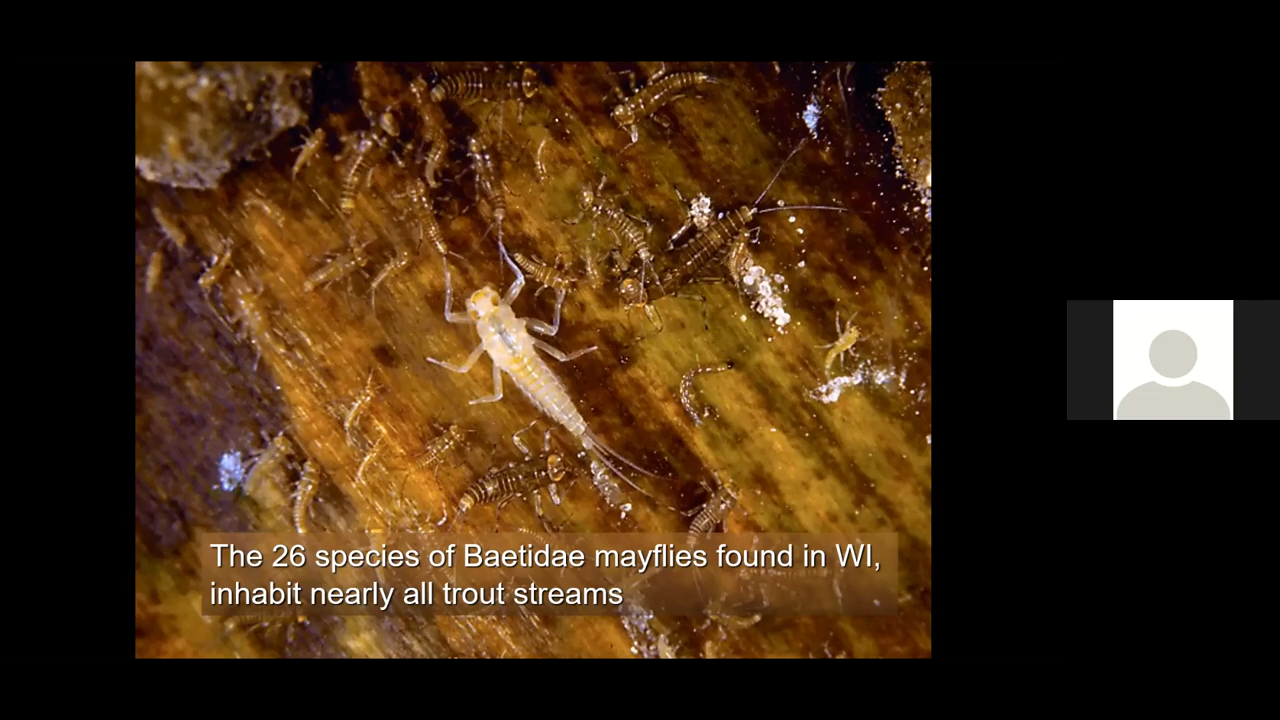 The 26 species of Baetidae mayflies found in WI,
inhabit nearly all trout streams